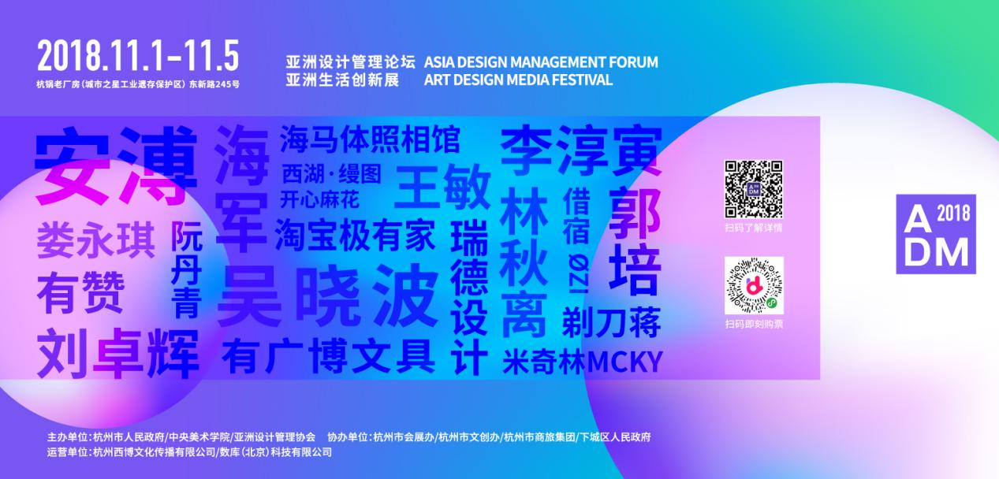 2018.11.1-11.5
杭锅老厂房(城市之星工业遗存保护区) 东新路245号
亚洲设计管理论坛 ASIA DESIGN MANAGEMENT FORUM
亚洲生活创新展 ART DESIGN MEDIA FESTIVAL
安溥
海军
海马体照相馆
西湖·缦图
开心麻花
王敏
李淳寅
娄永琪
阮丹青
淘宝极有家
瑞德设计
林秋离
借宿
IZØ
郭培
有赞
吴晓波
剃刀蒋
刘卓辉
有广博文具
米奇林MCKY
扫码了解详情
扫码即刻购票
A 2018
DM
主办单位:杭州市人民政府/中央美术学院/亚洲设计管理协会 协办单位:杭州市会展办/杭州市文创办/杭州市商旅集团/下城区人民政府
运营单位:杭州西博文化传播有限公司/数库(北京)科技有限公司